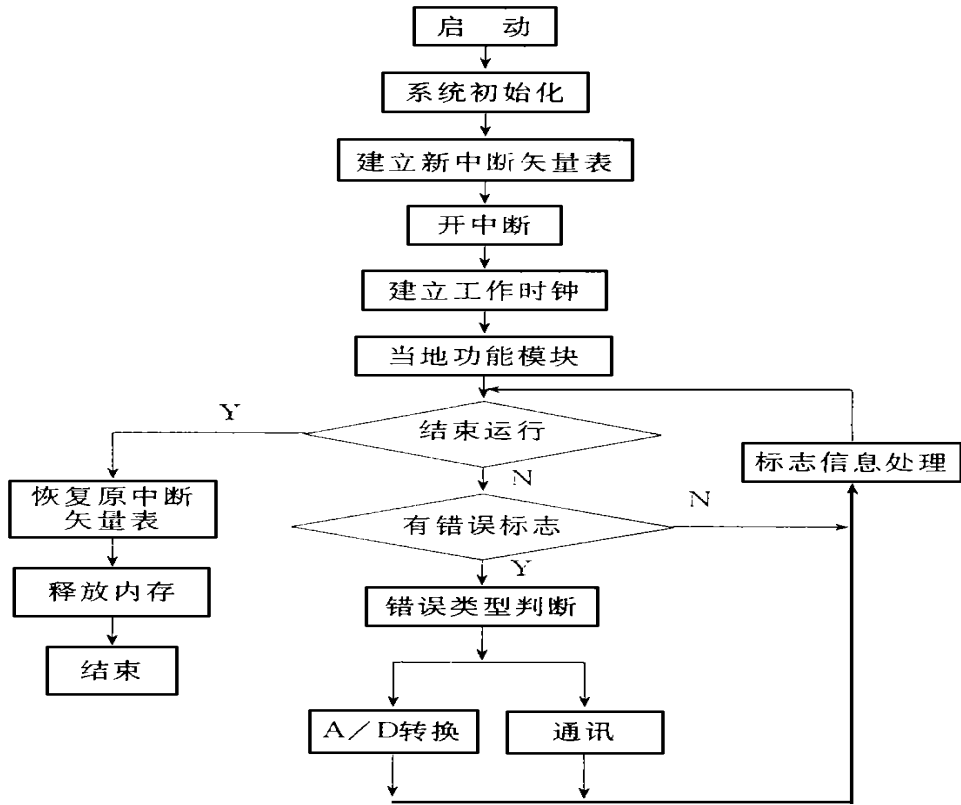 启 动
系统初始化
建立新中断矢量表
开中断
建立工作时钟
当地功能模块
Y
结束运行
标志信息处理
N
恢复原中断
矢量表
有错误标志
N
Y
释放内存
错误类型判断
结束
A/D转换
通讯